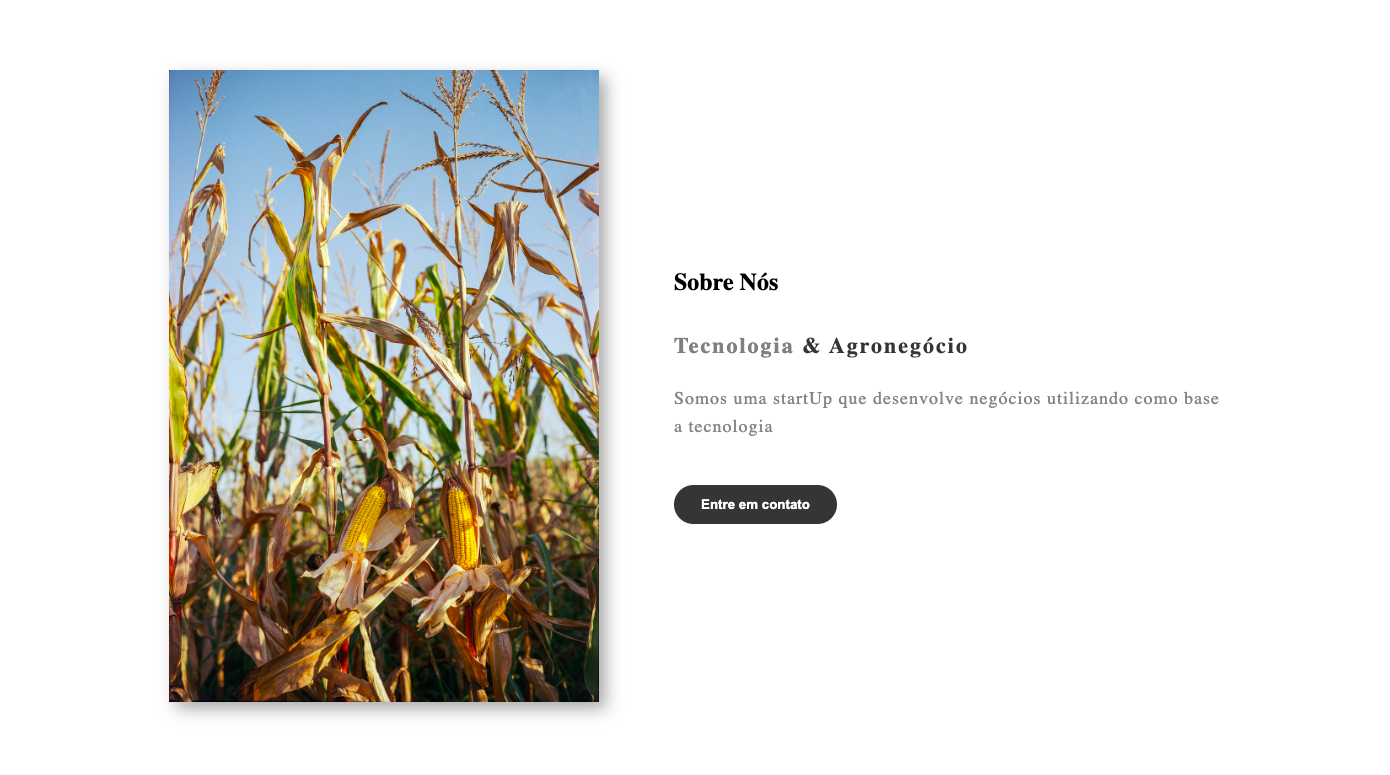 Sobre Nós
Tecnologia & Agronegócio
Somos uma startUp que desenvolve negócios utilizando como base
a tecnologia
Entre em contato